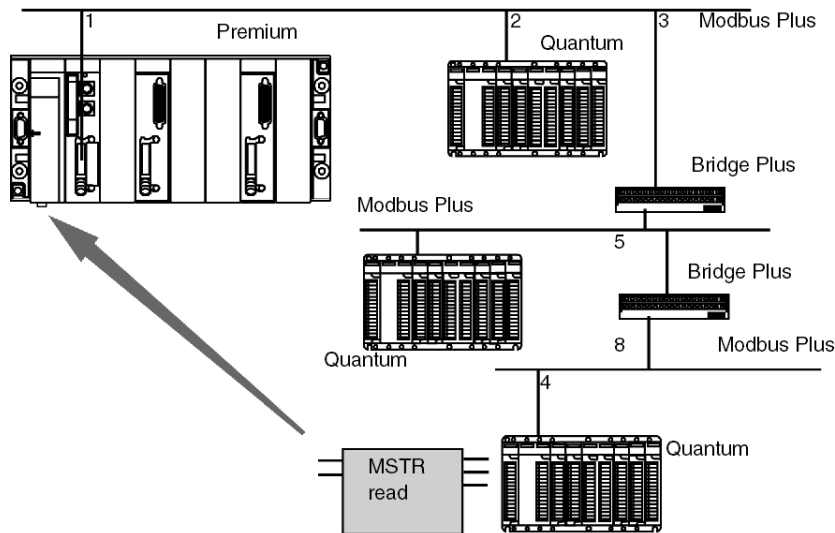 1
2
3
Modbus Plus
Premium
Quantum
Bridge Plus
Modbus Plus
5
Bridge Plus
Quantum
8
Modbus Plus
4
MSTR
read
Quantum